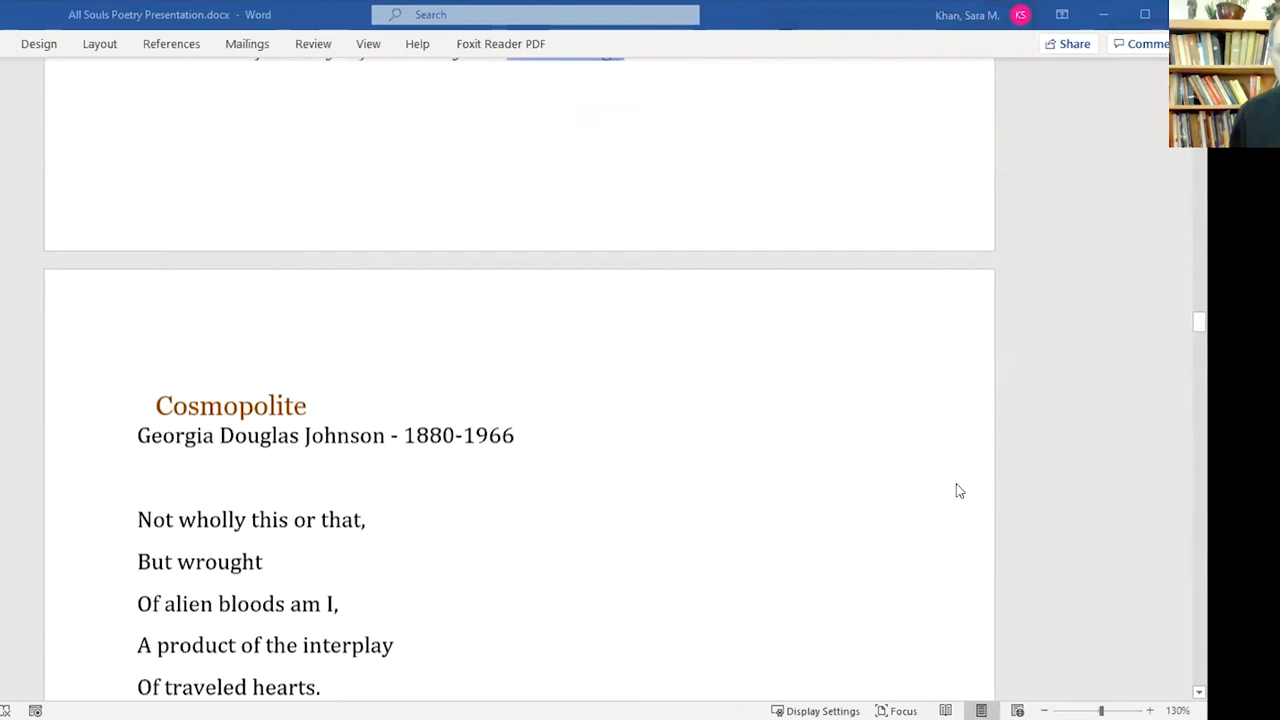 All Souls Poetry Presentation.docx - Word
Search
Khan, Sara M.
KS
Design Layout References Mailings Review View Help Foxit Reader PDF
Share
Comme
Cosmopolite
Georgia Douglas Johnson - 1880-1966
Not wholly this or that,
But wrought
Of alien bloods am I,
A product of the interplay
Of traveled hearts.
Display Settings
Focus
130%